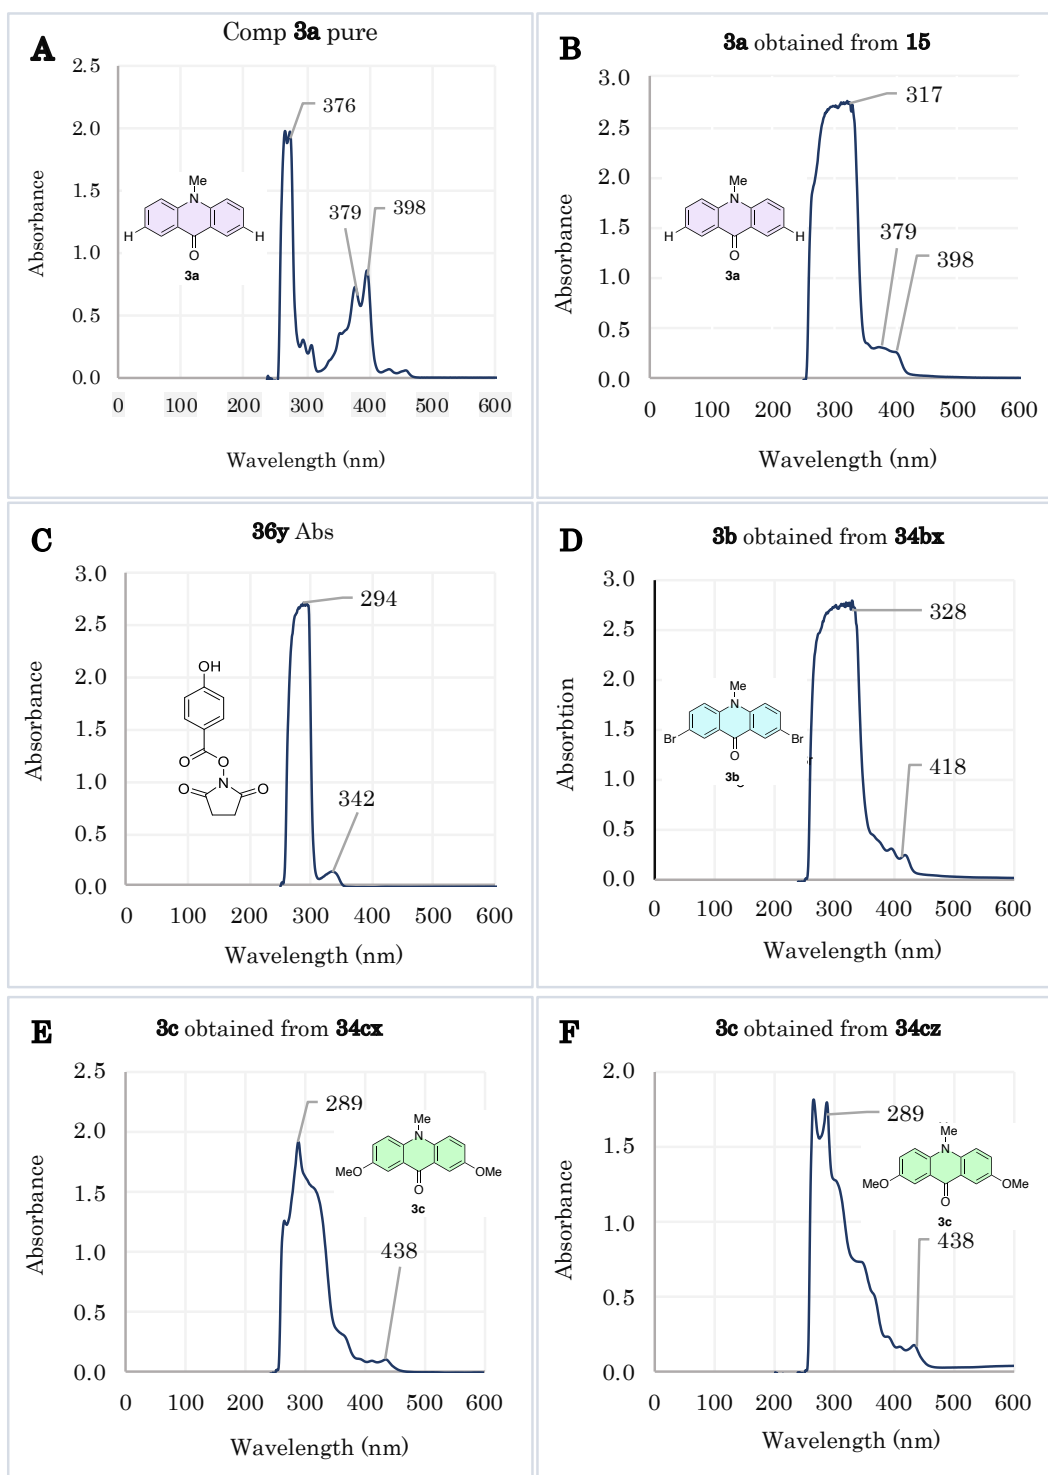 A
Comp 3a pure
2.5
2.0
1.5
1.0
0.5
0.0
Absorbance
376
379
398
Me
N
H
H
O
3a
0 100 200 300 400 500 600
Wavelength (nm)
B
3a obtained from 15
3.0
2.5
2.0
1.5
1.0
0.5
0.0
Absorbance
317
379
398
Me
N
H
H
O
3a
0 100 200 300 400 500 600
Wavelength (nm)
C
36y Abs
3.0
2.5
2.0
1.5
1.0
0.5
0.0
Absorbance
294
342
OH
O
O
N
O
O
0 100 200 300 400 500 600
Wavelength (nm)
D
3b obtained from 34bx
3.0
2.5
2.0
1.5
1.0
0.5
0.0
Absorbtion
328
418
Me
N
Br
Br
O
3b
0 100 200 300 400 500 600
Wavelength (nm)
E
3c obtained from 34cx
2.5
2.0
1.5
1.0
0.5
0.0
Absorbance
289
438
Me
N
MeO
OMe
O
3c
0 100 200 300 400 500 600
Wavelength (nm)
F
3c obtained from 34cz
2.0
1.5
1.0
0.5
0.0
Absorbance
289
438
Me
N
MeO
OMe
O
3c
0 100 200 300 400 500 600
Wavelength (nm)